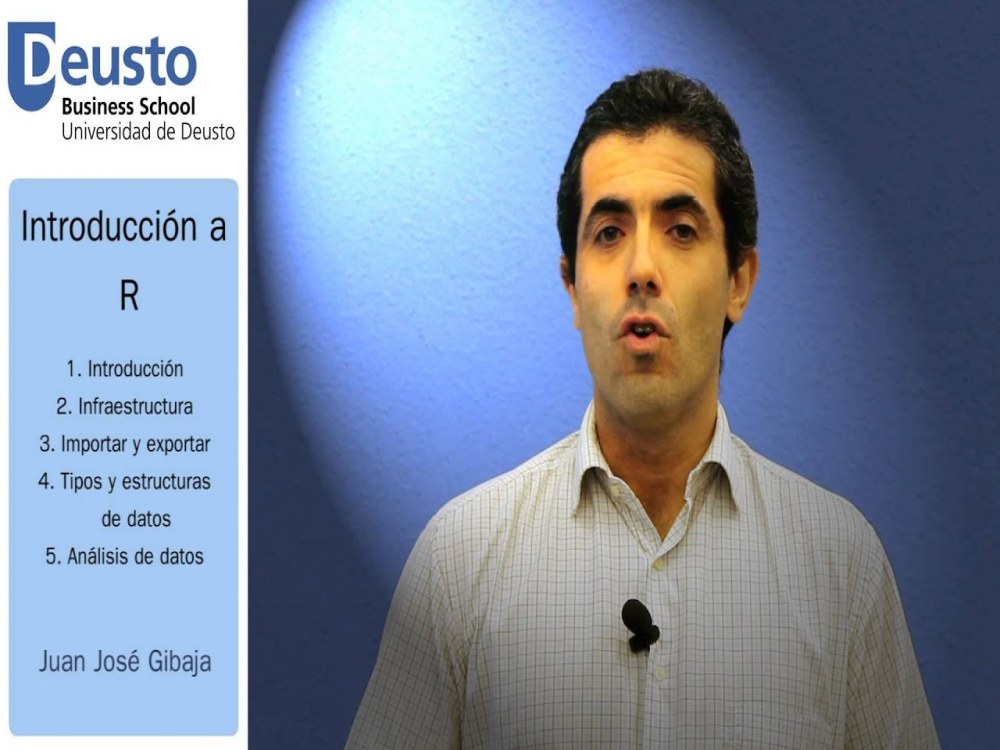 Deusto
Business School
Universidad de Deusto
Introducción a
R
1. Introducción
2. Infraestructura
3. Importar y exportar
4. Tipos y estructuras
de datos
5. Análisis de datos
Juan José Gibaja